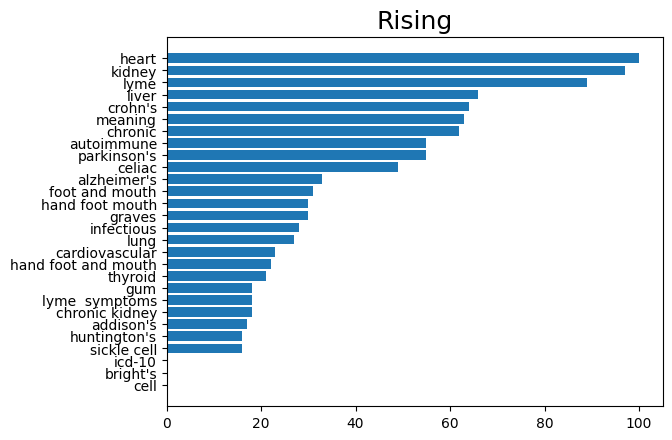 Rising
heart
kidney
lyme
liver
crohn's
meaning
chronic
autoimmune
parkinson's
celiac
alzheimer's
foot and mouth
hand foot mouth
graves
infectious
lung
cardiovascular
hand foot and mouth
thyroid
gum
lyme  symptoms
chronic kidney
addison's
huntington's
sickle cell
icd-10
bright's
cell
0 20 40 60 80 100